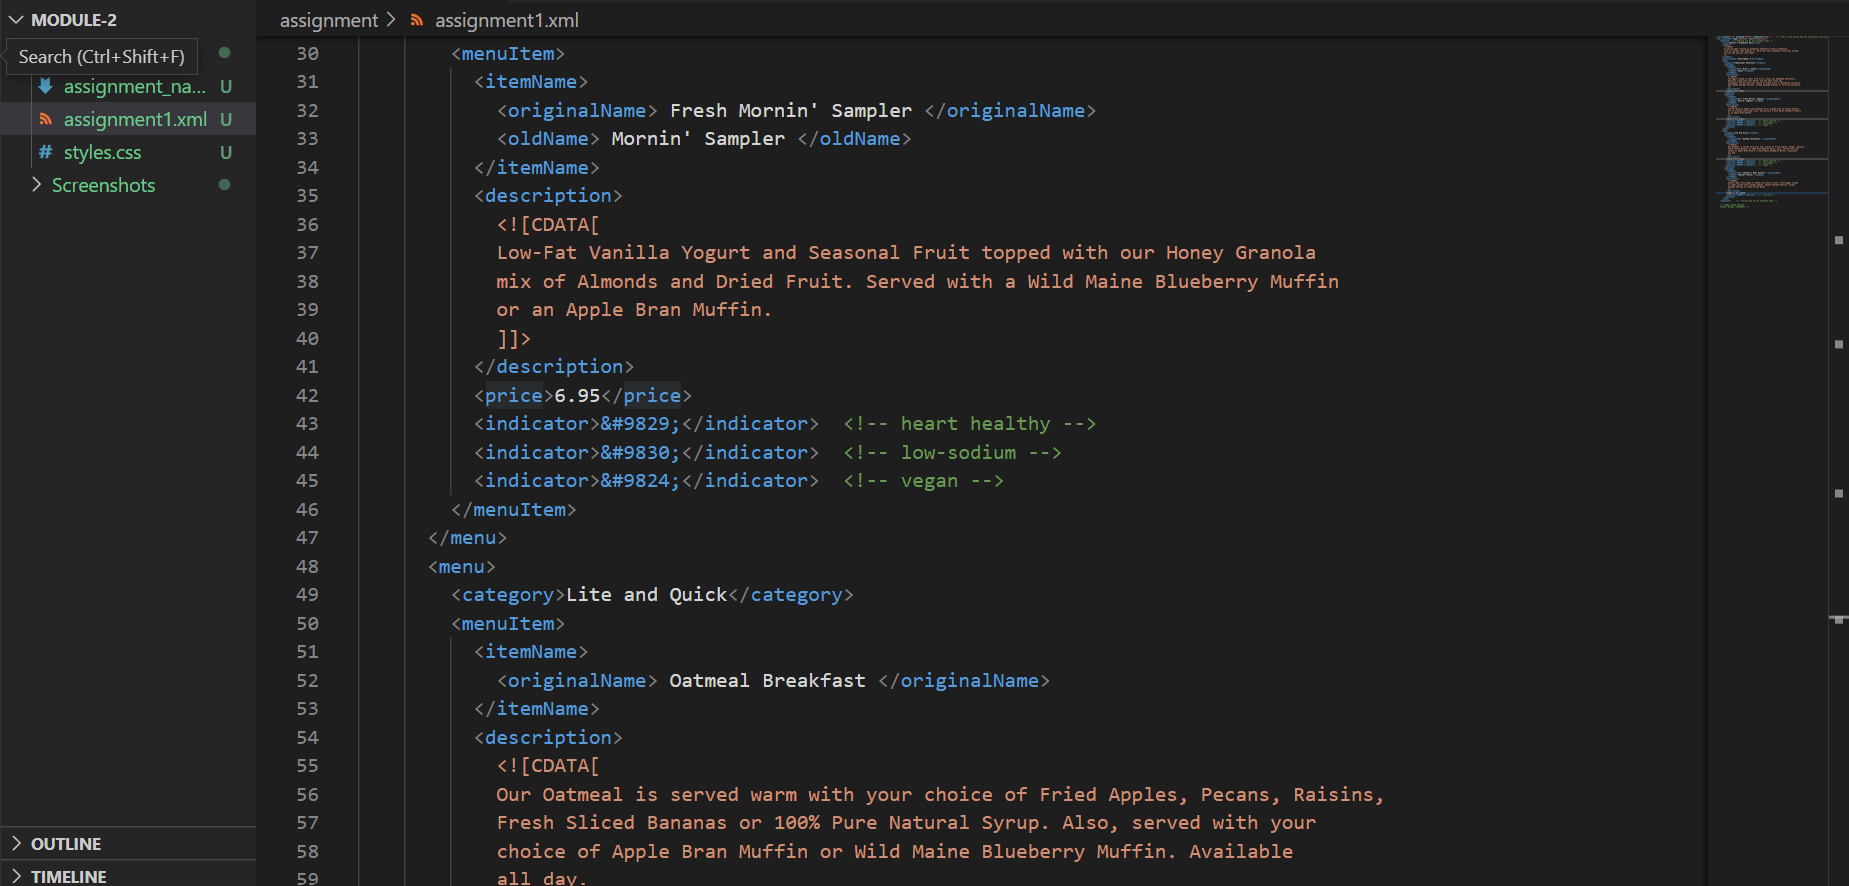 MODULE-2
Search (Ctrl+Shift+F)
assignment_na... U
assignment1.xml U
# styles.css U
Screenshots
OUTLINE
TIMELINE
assignment > assignment1.xml
30 <menuItem>
31 <itemName>
32 <originalName> Fresh Mornin' Sampler </originalName>
33 <oldName> Mornin' Sampler </oldName>
34 </itemName>
35 <description>
36 <![CDATA[
37 Low-Fat Vanilla Yogurt and Seasonal Fruit topped with our Honey Granola
38 mix of Almonds and Dried Fruit. Served with a Wild Maine Blueberry Muffin
39 or an Apple Bran Muffin.
40 ]]>
41 </description>
42 <price>6.95</price>
43 <indicator>&#9829;</indicator> <!-- heart healthy -->
44 <indicator>&#9830;</indicator> <!-- low-sodium -->
45 <indicator>&#9824;</indicator> <!-- vegan -->
46 </menuItem>
47 </menu>
48 <menu>
49 <category>Lite and Quick</category>
50 <menuItem>
51 <itemName>
52 <originalName> Oatmeal Breakfast </originalName>
53 </itemName>
54 <description>
55 <![CDATA[
56 Our Oatmeal is served warm with your choice of Fried Apples, Pecans, Raisins,
57 Fresh Sliced Bananas or 100% Pure Natural Syrup. Also, served with your
58 choice of Apple Bran Muffin or Wild Maine Blueberry Muffin. Available
59 all day.